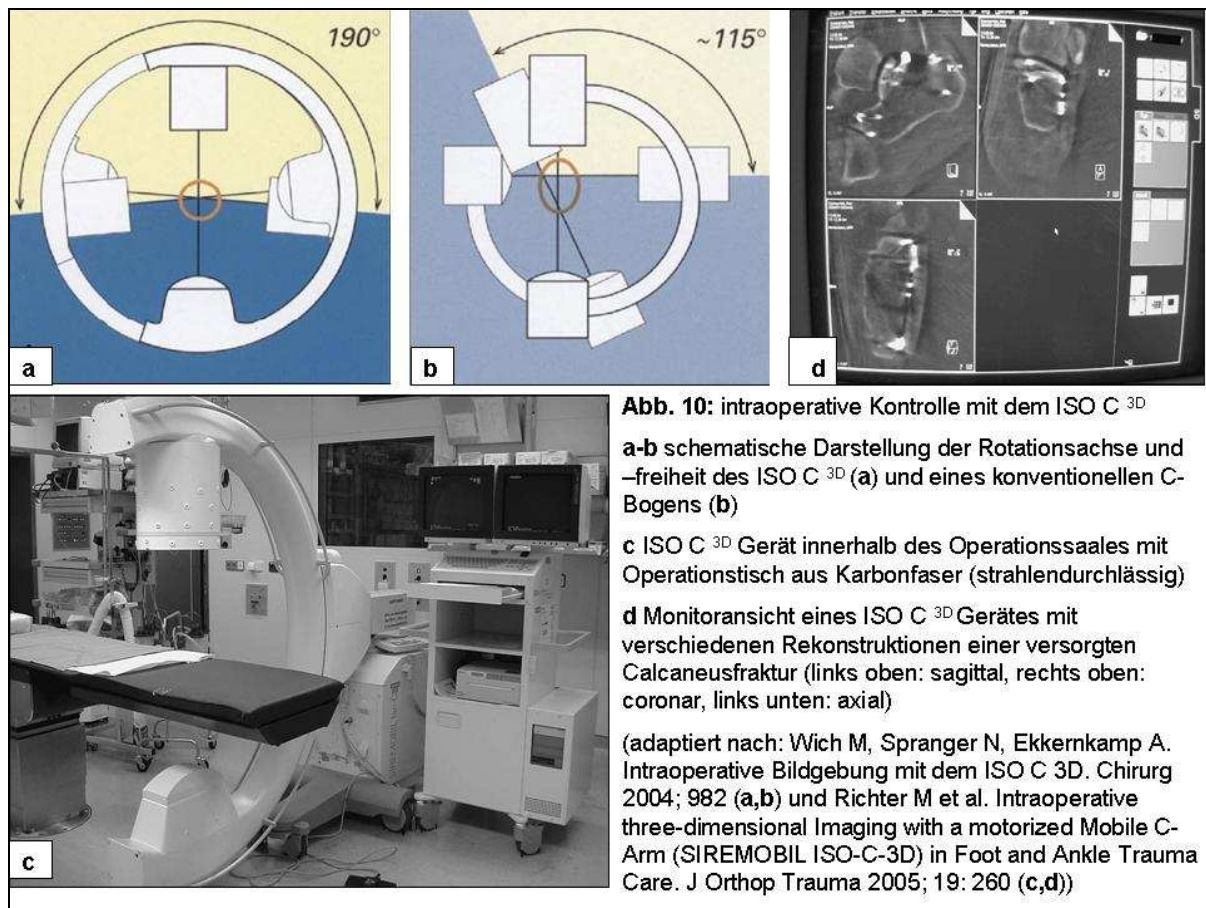 190°
~115°
a
b
d
c
Abb. 10: intraoperative Kontrolle mit dem ISO C 3D
a-b schematische Darstellung der Rotationsachse und
–freiheit des ISO C 3D (a) und eines konventionellen C-
Bogens (b)
c ISO C 3D Gerät innerhalb des Operationssaales mit
Operationstisch aus Karbonfaser (strahlendurchlässig)
d Monitoransicht eines ISO C 3D Gerätes mit
verschiedenen Rekonstruktionen einer versorgten
Calcaneusfraktur (links oben: sagittal, rechts oben:
coronar, links unten: axial)
(adaptiert nach: Wich M, Spranger N, Ekkernkamp A.
Intraoperative Bildgebung mit dem ISO C 3D. Chirurg
2004; 982 (a,b) und Richter M et al. Intraoperative
three-dimensional Imaging with a motorized Mobile C-
Arm (SIREMOBIL ISO-C-3D) in Foot and Ankle Trauma
Care. J Orthop Trauma 2005; 19: 260 (c,d))